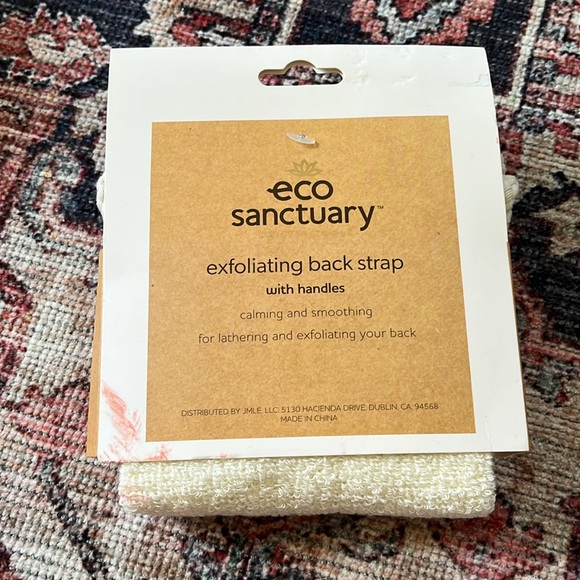 eco
sanctuary™
exfoliating back strap
with handles
calming and smoothing
for lathering and exfoliating your back
DISTRIBUTED BY JMLE, LLC. 5130 HACIENDA DRIVE, DUBLIN, CA, 94568
MADE IN CHINA